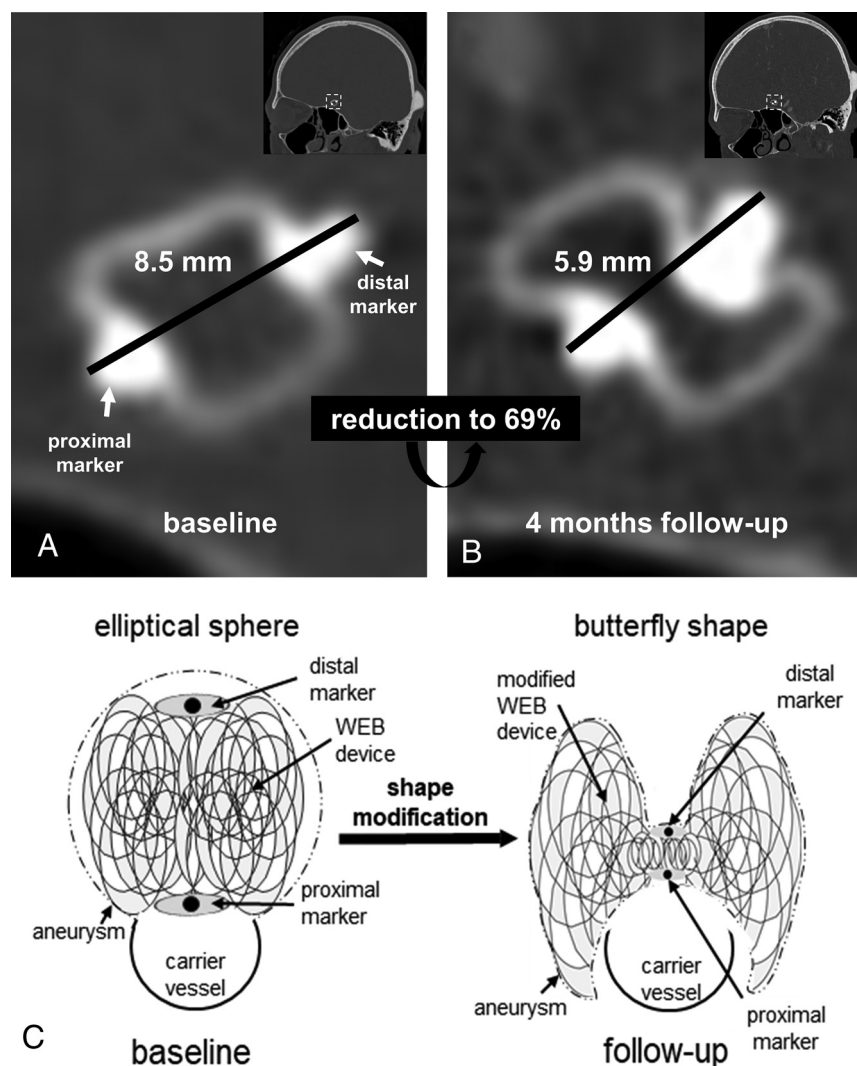 8.5 mm
distal
marker
proximal
marker
baseline
A
5.9 mm
4 months follow-up
B
reduction to 69%
elliptical sphere
distal
marker
WEB
device
proximal
marker
aneurysm
carrier
vessel
baseline
shape
modification
butterfly shape
modified
WEB
device
distal
marker
aneurysm
carrier
vessel
proximal
marker
follow-up
C